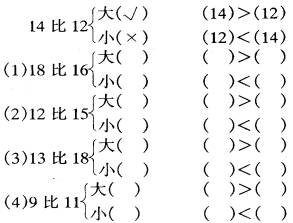 14 比 12 { 大(√) (14)>(12)
小(×) (12)<(14)
(1)18 比 16 { 大( ) ( )>( )
小( ) ( )<( )
(2)12 比 15 { 大( ) ( )>( )
小( ) ( )<( )
(3)13 比 18 { 大( ) ( )>( )
小( ) ( )<( )
(4)9 比 11 { 大( ) ( )>( )
小( ) ( )<( )